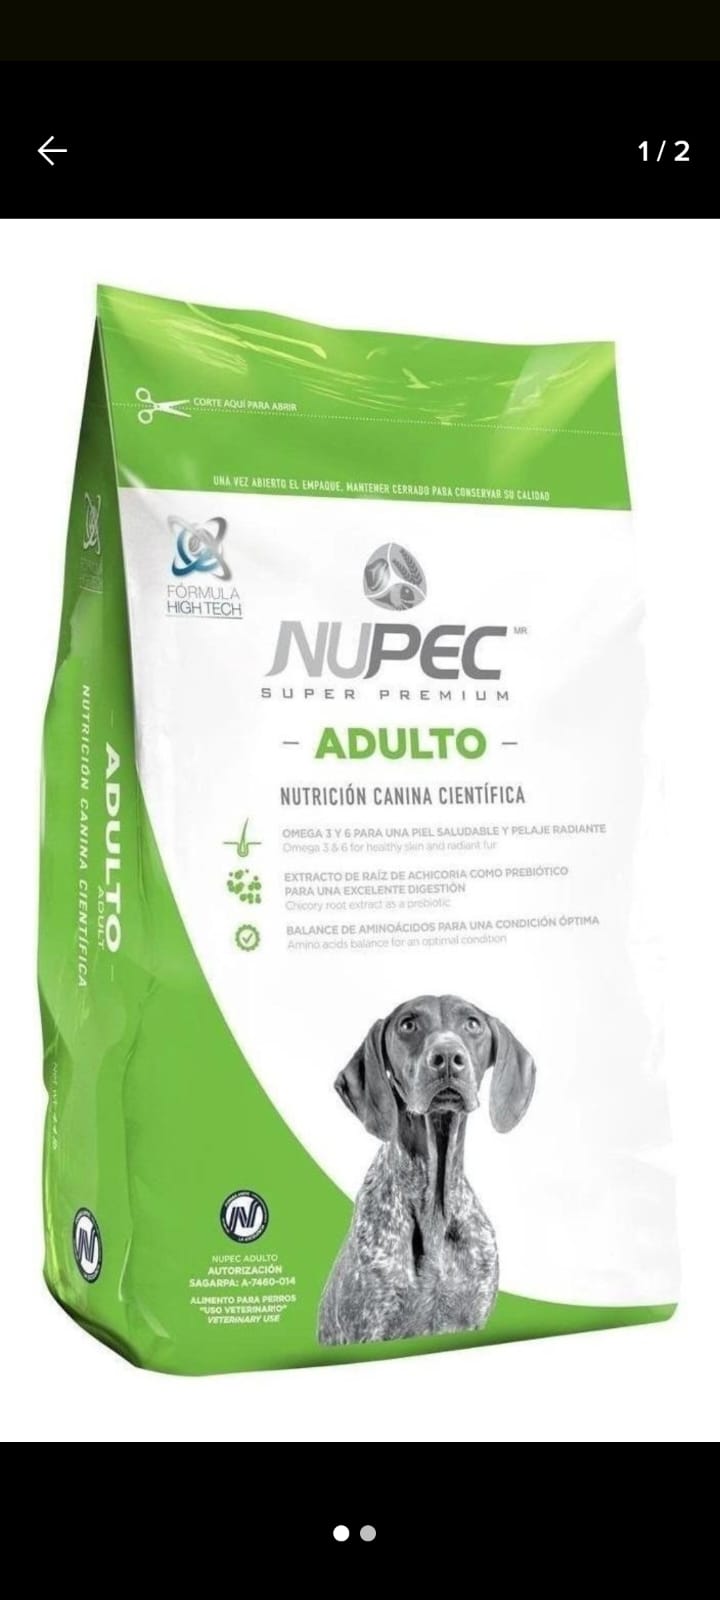 1 / 2
CORTE AQUÍ PARA ABRIR
UNA VEZ ABIERTO EL EMPAQUE, MANTENER CERRADO PARA CONSERVAR SU CALIDAD
FÓRMULA
HIGH TECH
NUPEC MR
SUPER PREMIUM
- ADULTO -
NUTRICIÓN CANINA CIENTÍFICA
OMEGA 3 Y 6 PARA UNA PIEL SALUDABLE Y PELAJE RADIANTE
Omega 3 & 6 for healthy skin and radiant fur
EXTRACTO DE RAÍZ DE ACHICORIA COMO PREBIÓTICO
PARA UNA EXCELENTE DIGESTIÓN
Chicory root extract as a prebiotic
BALANCE DE AMINOÁCIDOS PARA UNA CONDICIÓN ÓPTIMA
Amino acids balance for an optimal condition
NUPEC ADULTO
AUTORIZACIÓN
SAGARPA: A-7460-014
ALIMENTO PARA PERROS
"USO VETERINARIO"
VETERINARY USE
- ADULTO -
ADULT
NUTRICIÓN CANINA CIENTÍFICA